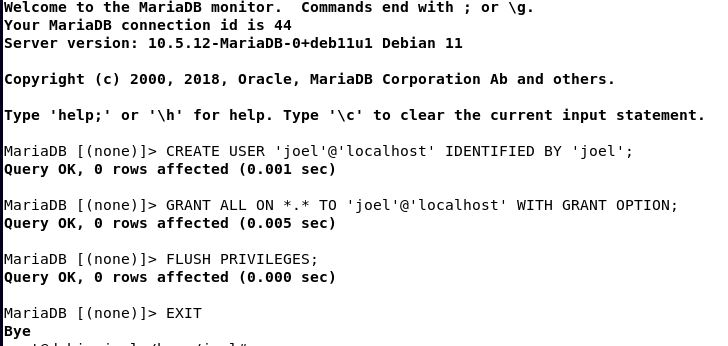 Welcome to the MariaDB monitor.  Commands end with ; or \g.
Your MariaDB connection id is 44
Server version: 10.5.12-MariaDB-0+deb11u1 Debian 11
Copyright (c) 2000, 2018, Oracle, MariaDB Corporation Ab and others.
Type 'help;' or '\h' for help. Type '\c' to clear the current input statement.
MariaDB [(none)]> CREATE USER 'joel'@'localhost' IDENTIFIED BY 'joel';
Query OK, 0 rows affected (0.001 sec)
MariaDB [(none)]> GRANT ALL ON *.* TO 'joel'@'localhost' WITH GRANT OPTION;
Query OK, 0 rows affected (0.005 sec)
MariaDB [(none)]> FLUSH PRIVILEGES;
Query OK, 0 rows affected (0.000 sec)
MariaDB [(none)]> EXIT
Bye